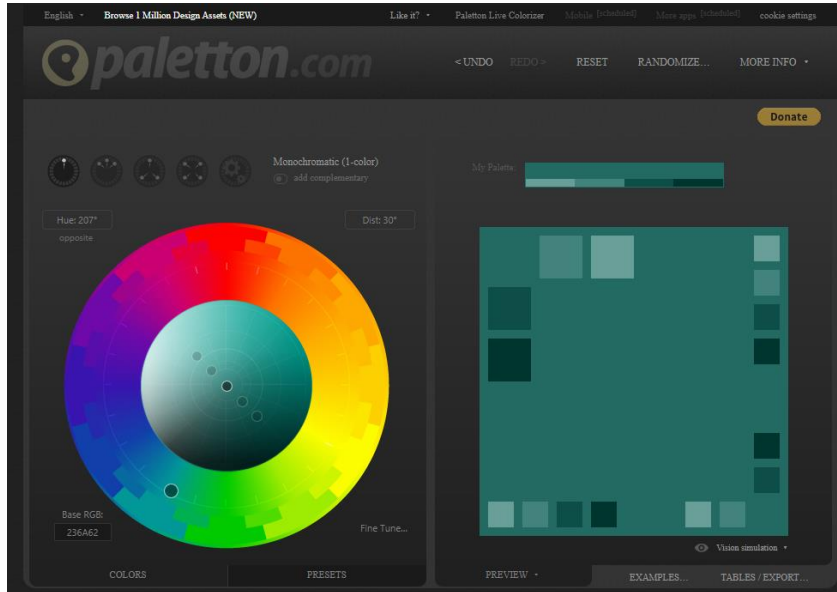 English
Browse 1 Million Design Assets (NEW)
Like it?
Paletton Live Colorizer
Mobile [scheduled]
More apps [scheduled]
cookie settings
paletton.com
< UNDO
REDO >
RESET
RANDOMIZE...
MORE INFO
Donate
Monochromatic (1-color)
add complementary
Hue: 207°
opposite
Dist: 30°
Base RGB:
236A62
Fine Tune...
COLORS
PRESETS
My Palette:
Vision simulation
PREVIEW
EXAMPLES...
TABLES / EXPORT...